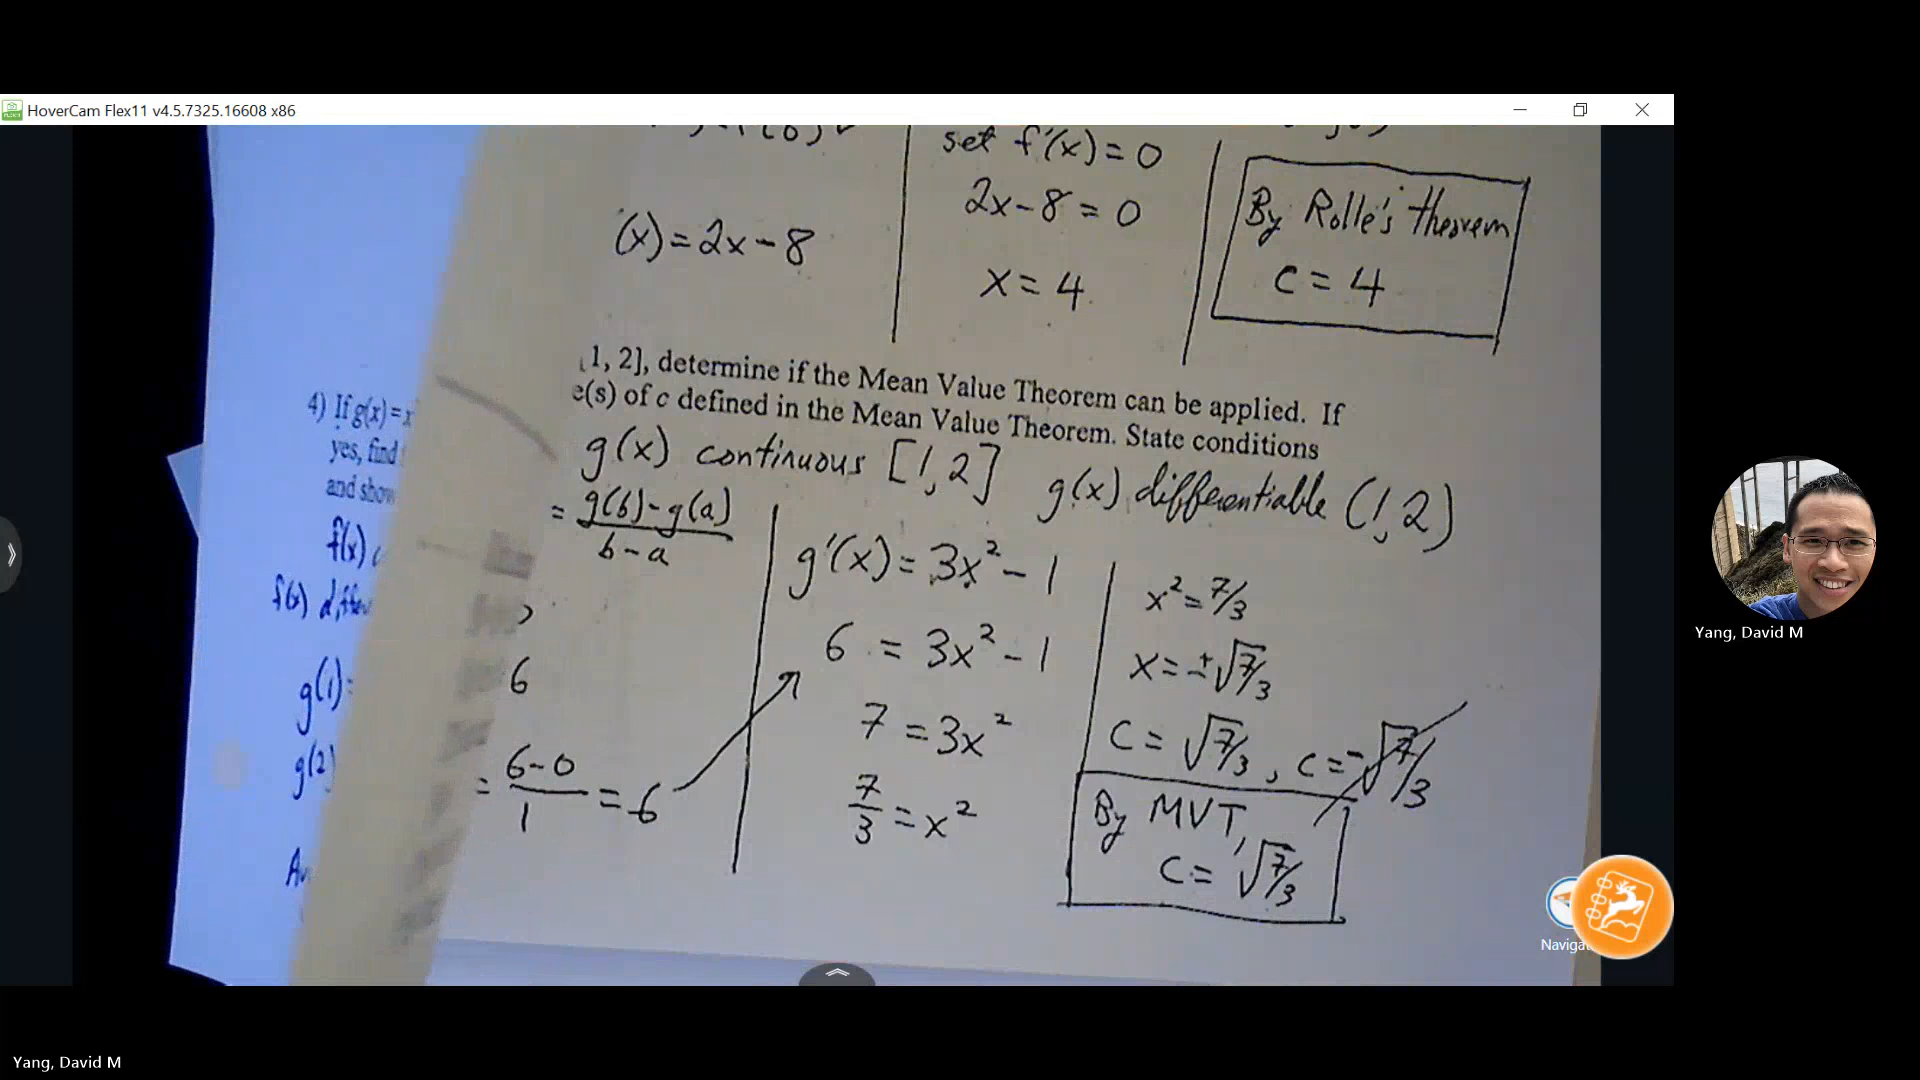 HoverCam Flex11 v4.5.7325.16608 x86
set f'(x) = 0
2x - 8 = 0
x = 4
(x) = 2x - 8
By Rolle's theorem
c = 4
1, 2], determine if the Mean Value Theorem can be applied. If
e(s) of c defined in the Mean Value Theorem. State conditions
4) If g(x) = x
yes, find
and show
g(x) continuous [1, 2] g(x) differentiable (1, 2)
f(x) c
f(x) differ
g(1) =
g(2)
= g(b) - g(a)
b - a
6
= 6 - 0
1
= 6
g'(x) = 3x² - 1
6 = 3x² - 1
7 = 3x²
7/3 = x²
x² = 7/3
x = ±√7/3
c = √7/3, c = -√7/3
By MVT,
c = √7/3
Navigat
Yang, David M
Yang, David M